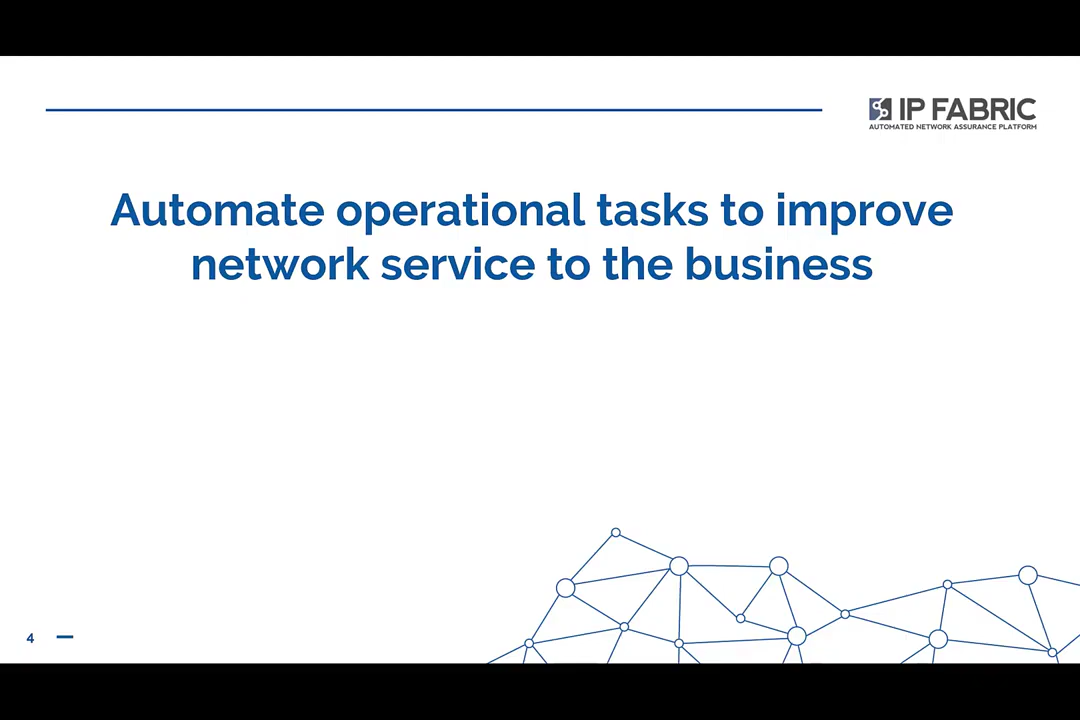 IP FABRIC
AUTOMATED NETWORK ASSURANCE PLATFORM
Automate operational tasks to improve
network service to the business
4